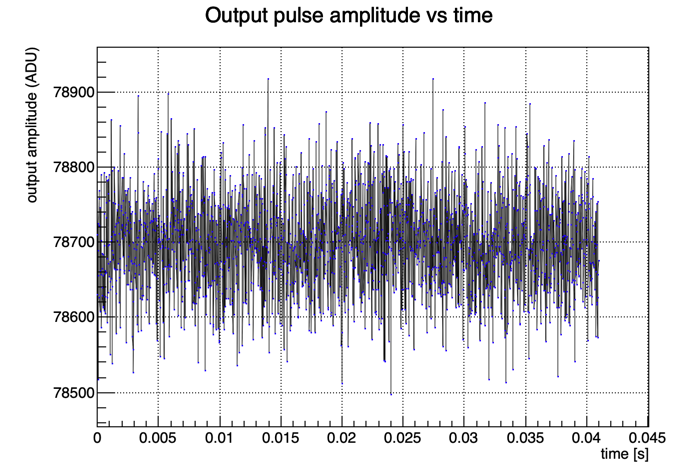 Output pulse amplitude vs time
output amplitude (ADU)
78900
78800
78700
78600
78500
0 0.005 0.01 0.015 0.02 0.025 0.03 0.035 0.04 0.045
time [s]